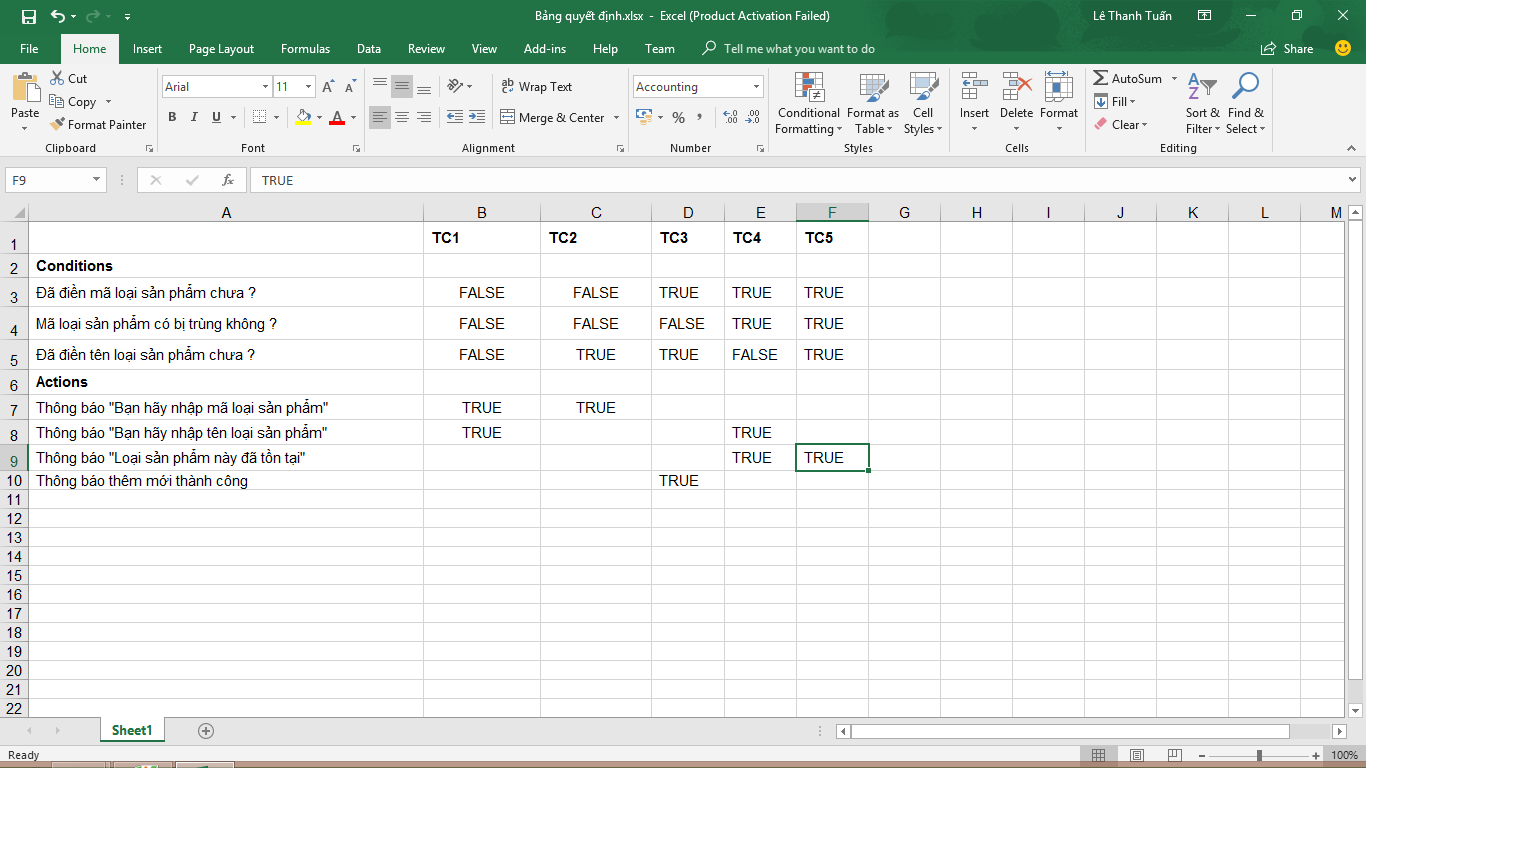 Bảng quyết định.xlsx - Excel (Product Activation Failed)
Lê Thanh Tuấn
File Home Insert Page Layout Formulas Data Review View Add-ins Help Team Tell me what you want to do Share
Paste
Cut
Copy
Format Painter
Clipboard
Arial 11 A A
B I U A
Font
ab c Wrap Text
Merge & Center
Alignment
Accounting
% , .0 .00 .00 .0
Number
Conditional Formatting
Format as Table
Cell Styles
Styles
Insert Delete Format
Cells
AutoSum
Fill
Clear
Sort & Filter
Find & Select
Editing
F9 fx TRUE
A B C D E F G H I J K L M
1 TC1 TC2 TC3 TC4 TC5
2 Conditions
3 Đã điền mã loại sản phẩm chưa ? FALSE FALSE TRUE TRUE TRUE
4 Mã loại sản phẩm có bị trùng không ? FALSE FALSE FALSE TRUE TRUE
5 Đã điền tên loại sản phẩm chưa ? FALSE TRUE TRUE FALSE TRUE
6 Actions
7 Thông báo "Bạn hãy nhập mã loại sản phẩm" TRUE TRUE
8 Thông báo "Bạn hãy nhập tên loại sản phẩm" TRUE TRUE
9 Thông báo "Loại sản phẩm này đã tồn tại" TRUE TRUE
10 Thông báo thêm mới thành công TRUE
11
12
13
14
15
16
17
18
19
20
21
22
Sheet1
Ready 100%